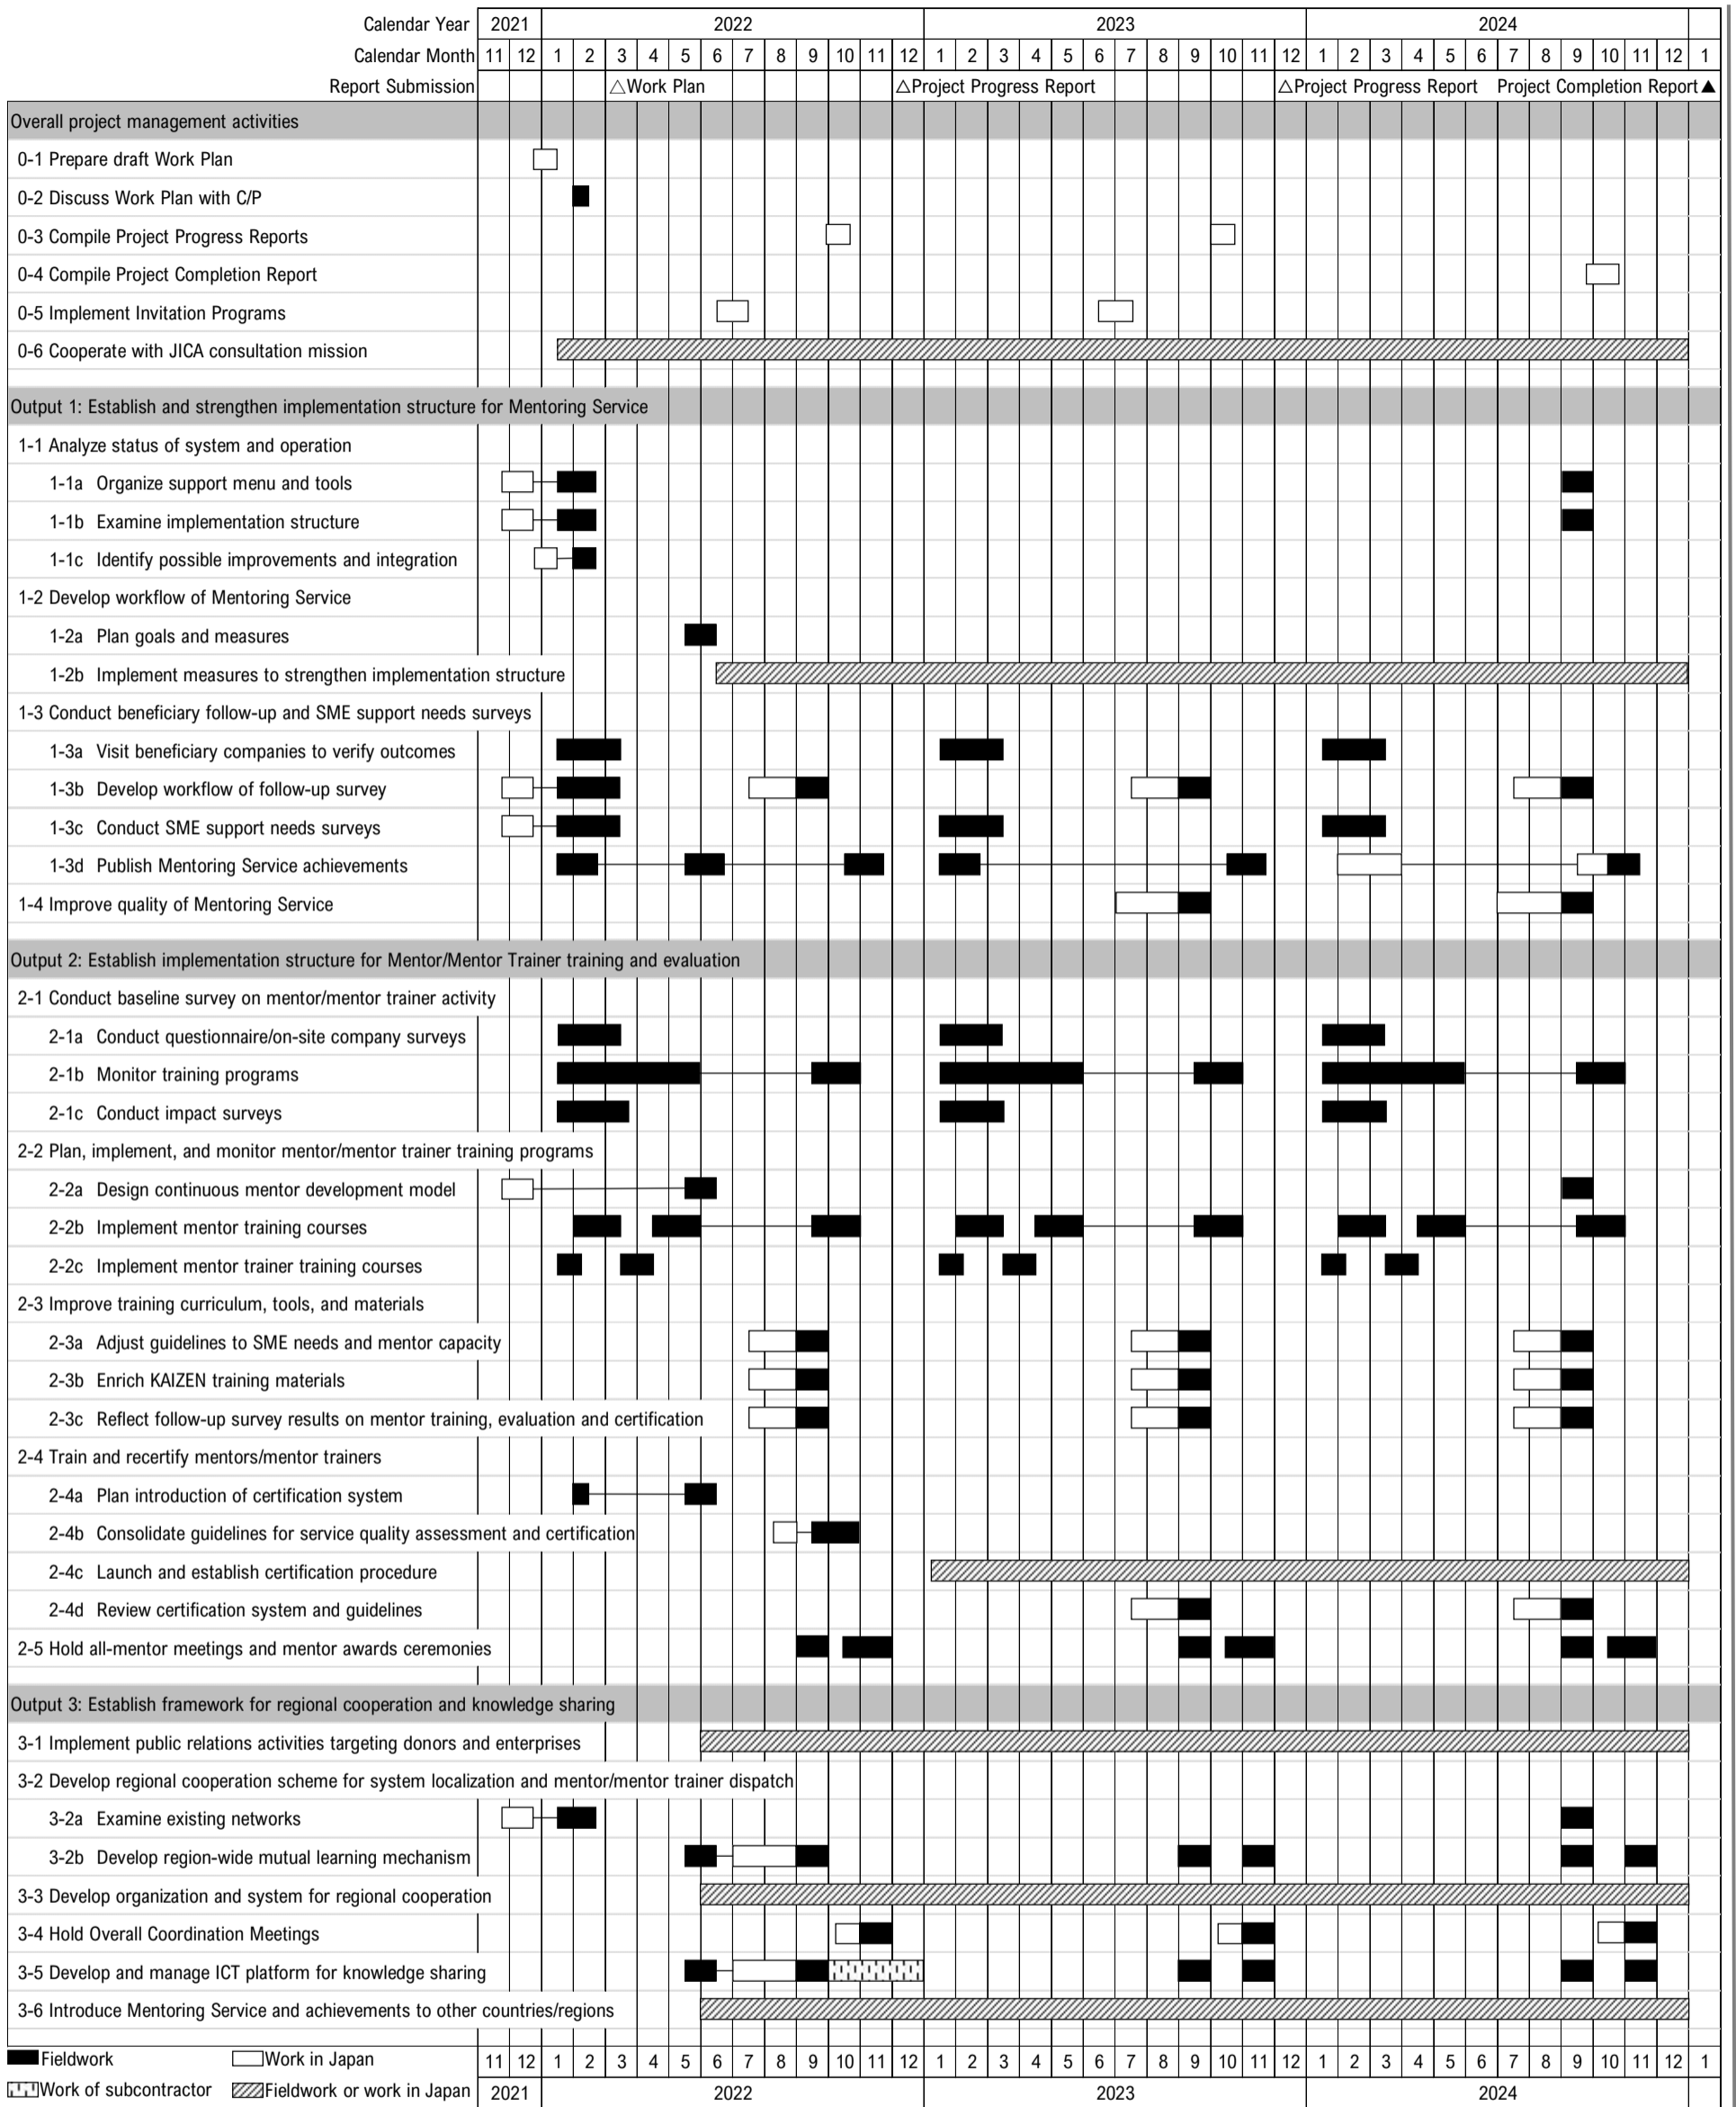 Calendar Year 2021 2022 2023 2024
Calendar Month 11 12 1 2 3 4 5 6 7 8 9 10 11 12 1 2 3 4 5 6 7 8 9 10 11 12 1 2 3 4 5 6 7 8 9 10 11 12 1
Report Submission △Work Plan △Project Progress Report △Project Progress Report Project Completion Report▲
Overall project management activities
0-1 Prepare draft Work Plan
0-2 Discuss Work Plan with C/P
0-3 Compile Project Progress Reports
0-4 Compile Project Completion Report
0-5 Implement Invitation Programs
0-6 Cooperate with JICA consultation mission
Output 1: Establish and strengthen implementation structure for Mentoring Service
1-1 Analyze status of system and operation
1-1a Organize support menu and tools
1-1b Examine implementation structure
1-1c Identify possible improvements and integration
1-2 Develop workflow of Mentoring Service
1-2a Plan goals and measures
1-2b Implement measures to strengthen implementation structure
1-3 Conduct beneficiary follow-up and SME support needs surveys
1-3a Visit beneficiary companies to verify outcomes
1-3b Develop workflow of follow-up survey
1-3c Conduct SME support needs surveys
1-3d Publish Mentoring Service achievements
1-4 Improve quality of Mentoring Service
Output 2: Establish implementation structure for Mentor/Mentor Trainer training and evaluation
2-1 Conduct baseline survey on mentor/mentor trainer activity
2-1a Conduct questionnaire/on-site company surveys
2-1b Monitor training programs
2-1c Conduct impact surveys
2-2 Plan, implement, and monitor mentor/mentor trainer training programs
2-2a Design continuous mentor development model
2-2b Implement mentor training courses
2-2c Implement mentor trainer training courses
2-3 Improve training curriculum, tools, and materials
2-3a Adjust guidelines to SME needs and mentor capacity
2-3b Enrich KAIZEN training materials
2-3c Reflect follow-up survey results on mentor training, evaluation and certification
2-4 Train and recertify mentors/mentor trainers
2-4a Plan introduction of certification system
2-4b Consolidate guidelines for service quality assessment and certification
2-4c Launch and establish certification procedure
2-4d Review certification system and guidelines
2-5 Hold all-mentor meetings and mentor awards ceremonies
Output 3: Establish framework for regional cooperation and knowledge sharing
3-1 Implement public relations activities targeting donors and enterprises
3-2 Develop regional cooperation scheme for system localization and mentor/mentor trainer dispatch
3-2a Examine existing networks
3-2b Develop region-wide mutual learning mechanism
3-3 Develop organization and system for regional cooperation
3-4 Hold Overall Coordination Meetings
3-5 Develop and manage ICT platform for knowledge sharing
3-6 Introduce Mentoring Service and achievements to other countries/regions
Fieldwork Work in Japan 11 12 1 2 3 4 5 6 7 8 9 10 11 12 1 2 3 4 5 6 7 8 9 10 11 12 1 2 3 4 5 6 7 8 9 10 11 12 1
Work of subcontractor Fieldwork or work in Japan 2021 2022 2023 2024